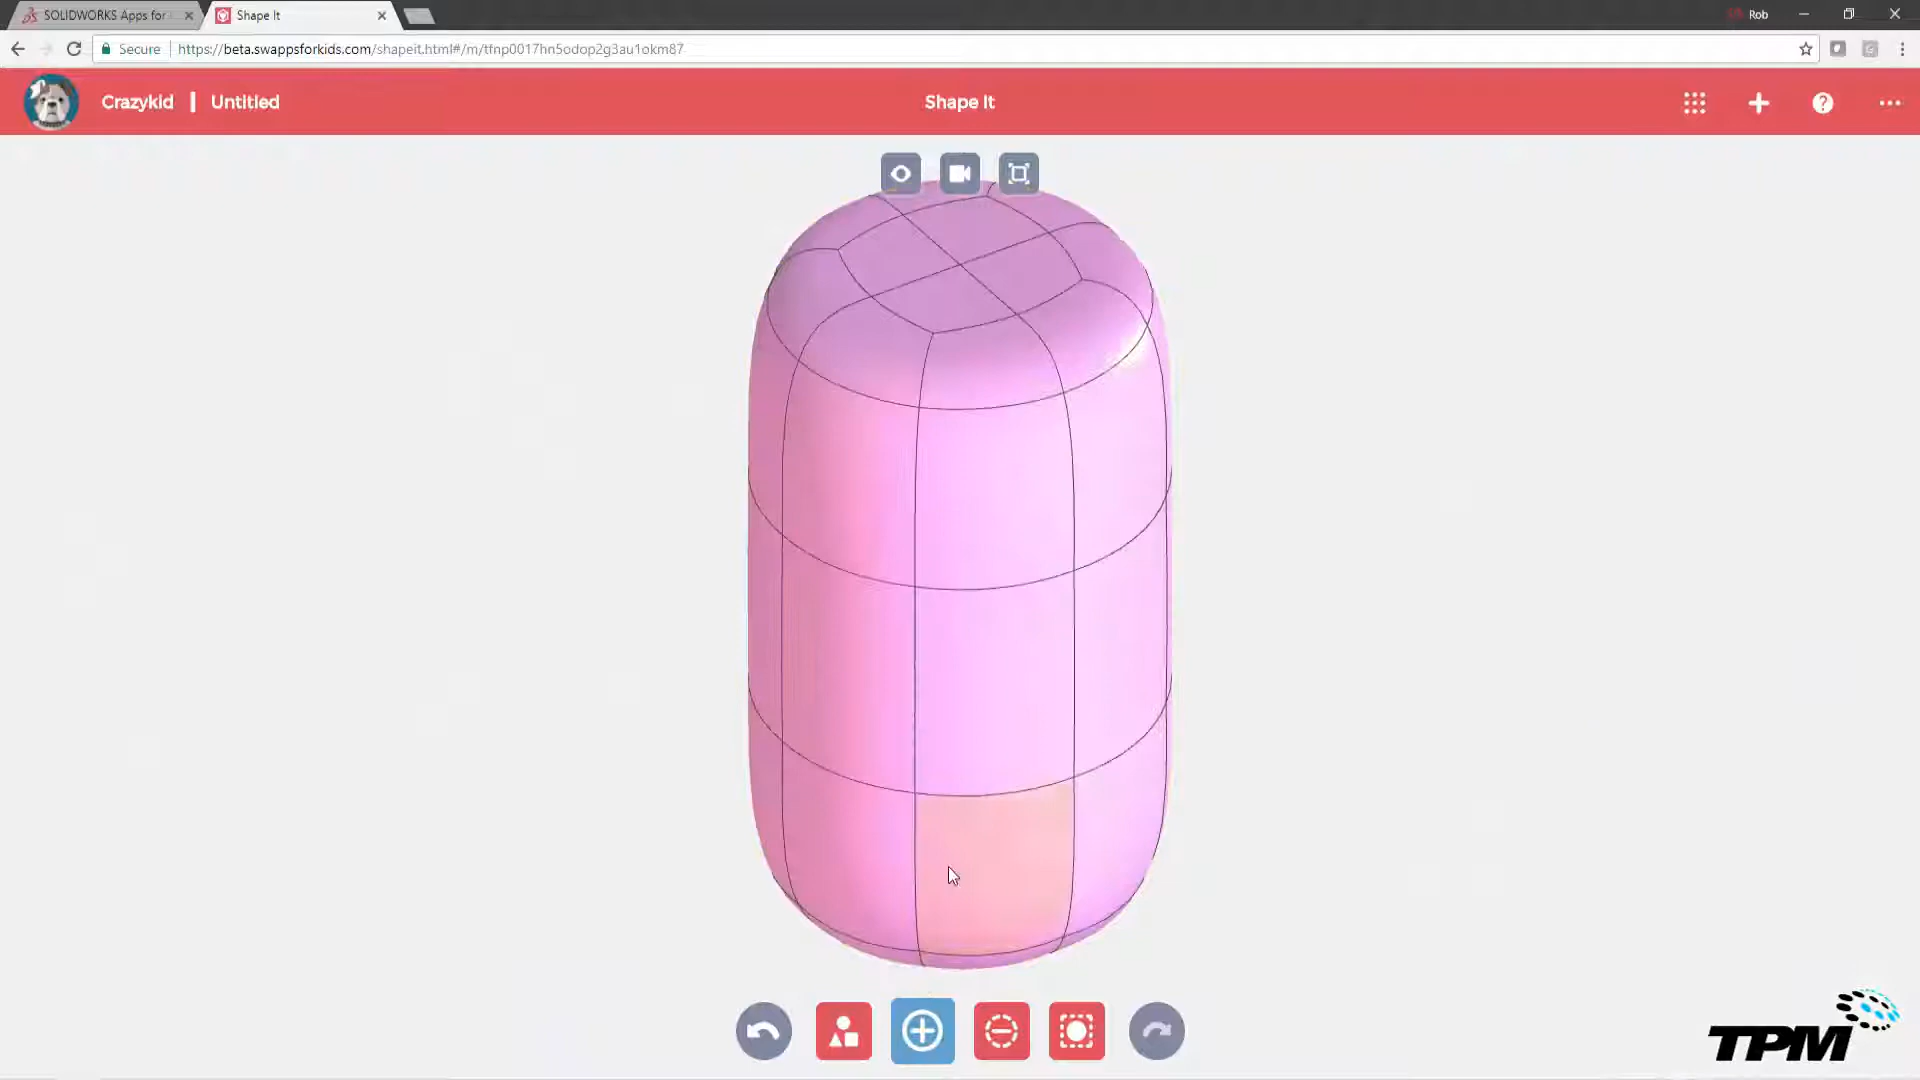 SOLIDWORKS Apps for
Shape It
Rob
Secure
https://beta.swappsforkids.com/shapeit.html#/m/tfnp0017hn5odop2g3au1okm87
Crazykid | Untitled
Shape It
TPM